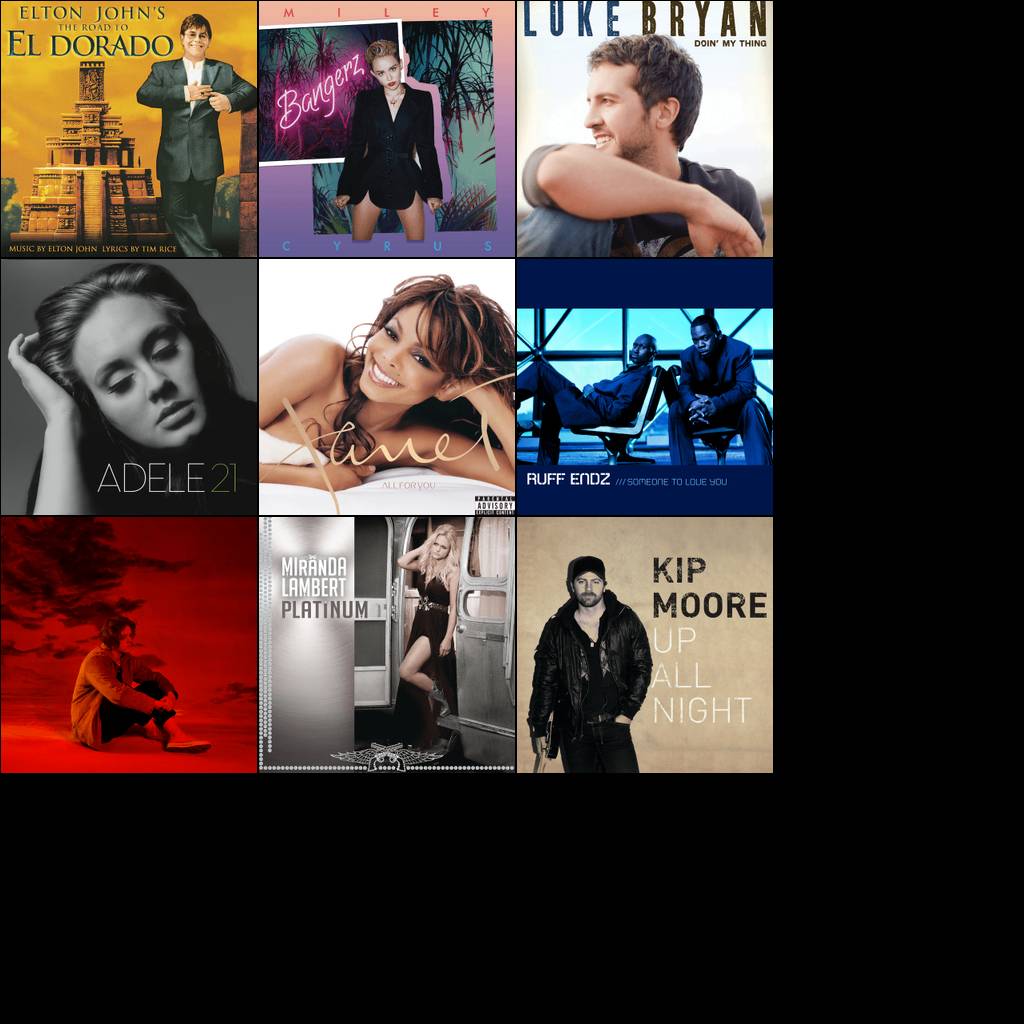 ELTON JOHN'S
THE ROAD TO
EL DORADO
MUSIC BY ELTON JOHN LYRICS BY TIM RICE
MILEY
Bangerz
CYRUS
LUKE BRYAN
DOIN' MY THING
ADELE 21
Janet
ALL FOR YOU
PARENTAL
ADVISORY
EXPLICIT CONTENT
RUFF ENDZ /// SOMEONE TO LOVE YOU
MIRANDA
LAMBERT
PLATINUM
KIP
MOORE
UP
ALL
NIGHT